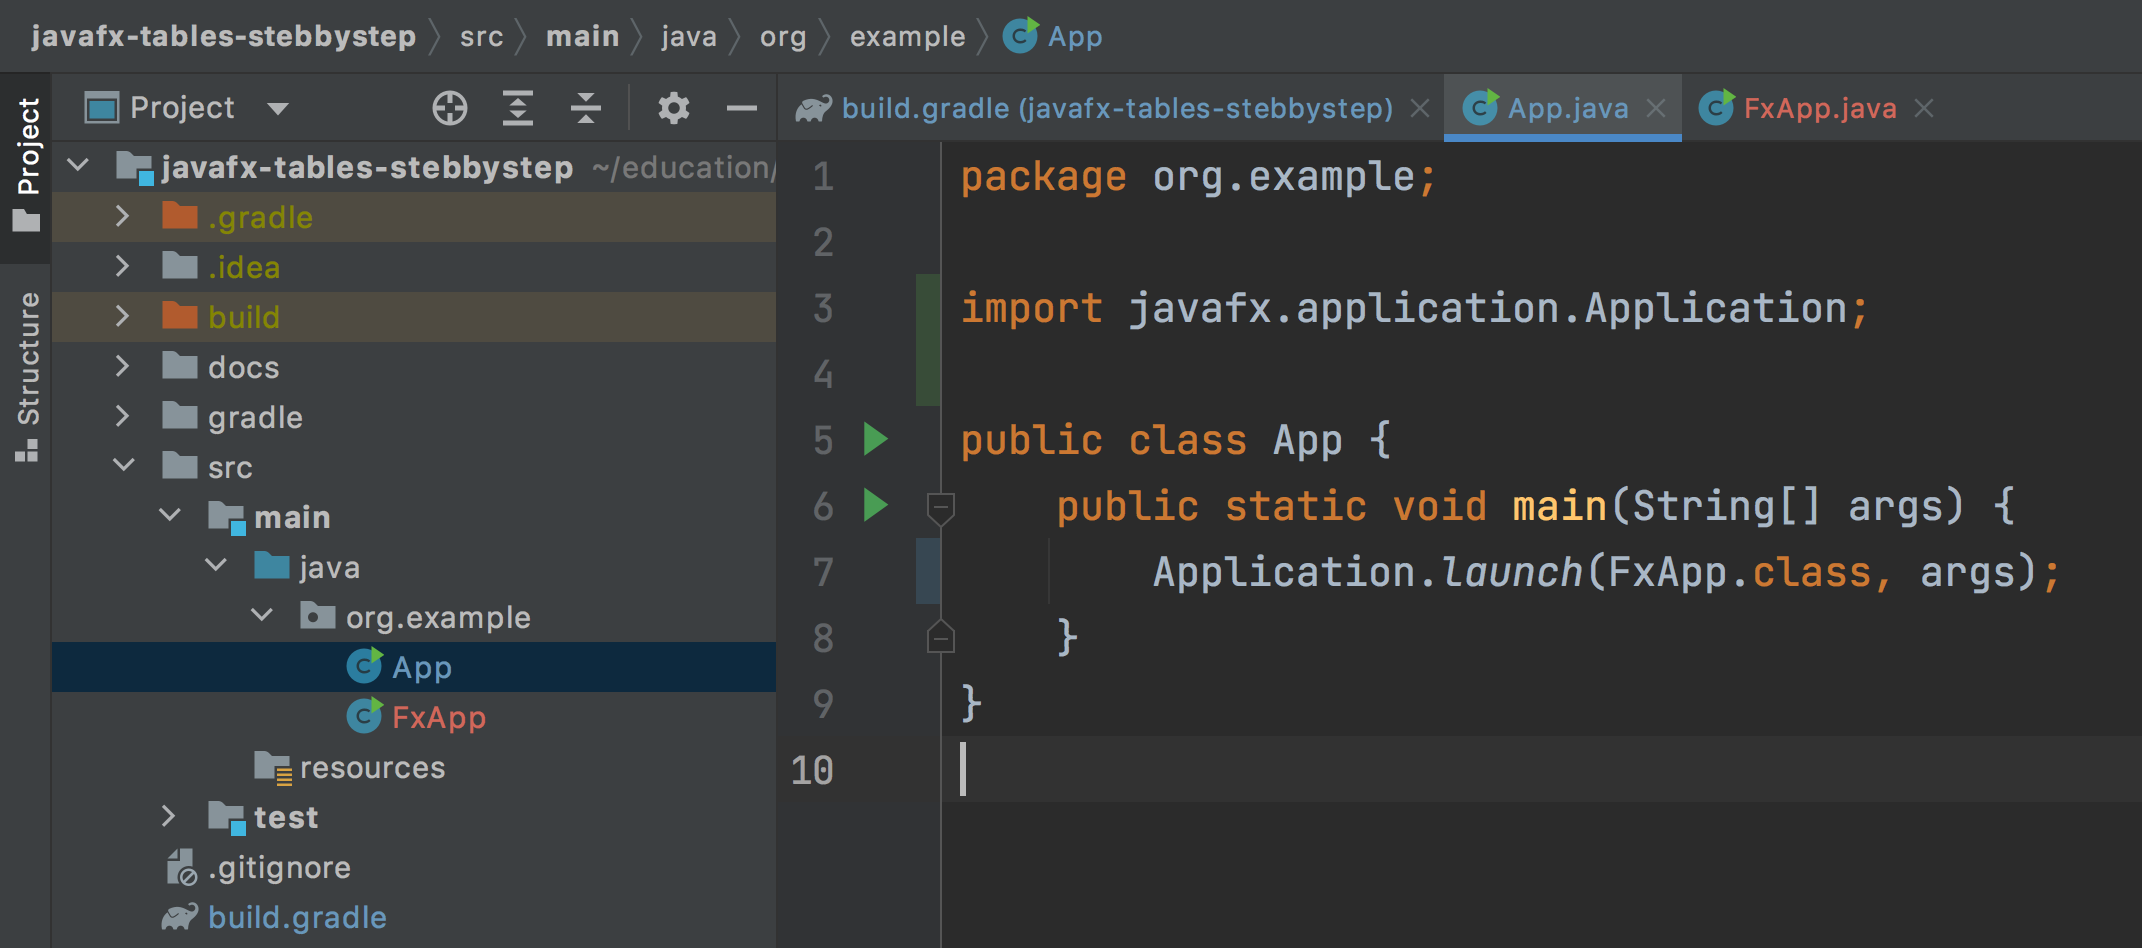 javafx-tables-stebbystep src main java org example App
Project
Structure
Project
build.gradle (javafx-tables-stebbystep) App.java FxApp.java
javafx-tables-stebbystep ~/education/
.gradle
.idea
build
docs
gradle
src
main
java
org.example
App
FxApp
resources
test
.gitignore
build.gradle
1 package org.example;
2
3 import javafx.application.Application;
4
5 public class App {
6 public static void main(String[] args) {
7 Application.launch(FxApp.class, args);
8 }
9 }
10